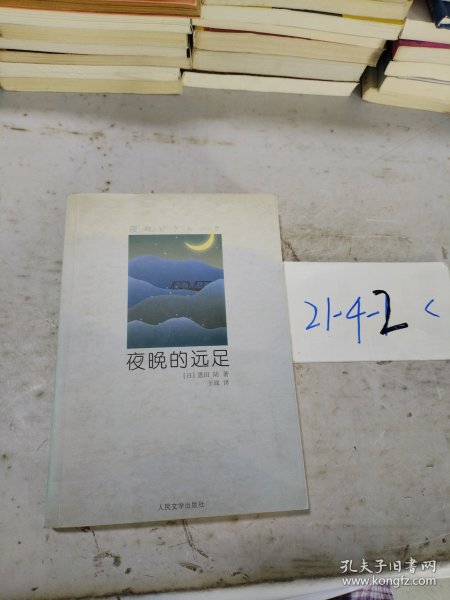 夜晚的远足
[日] 恩田 陆 著
王战 译
人民文学出版社
21-4-2 <
孔夫子旧书网
www.kongfz.com